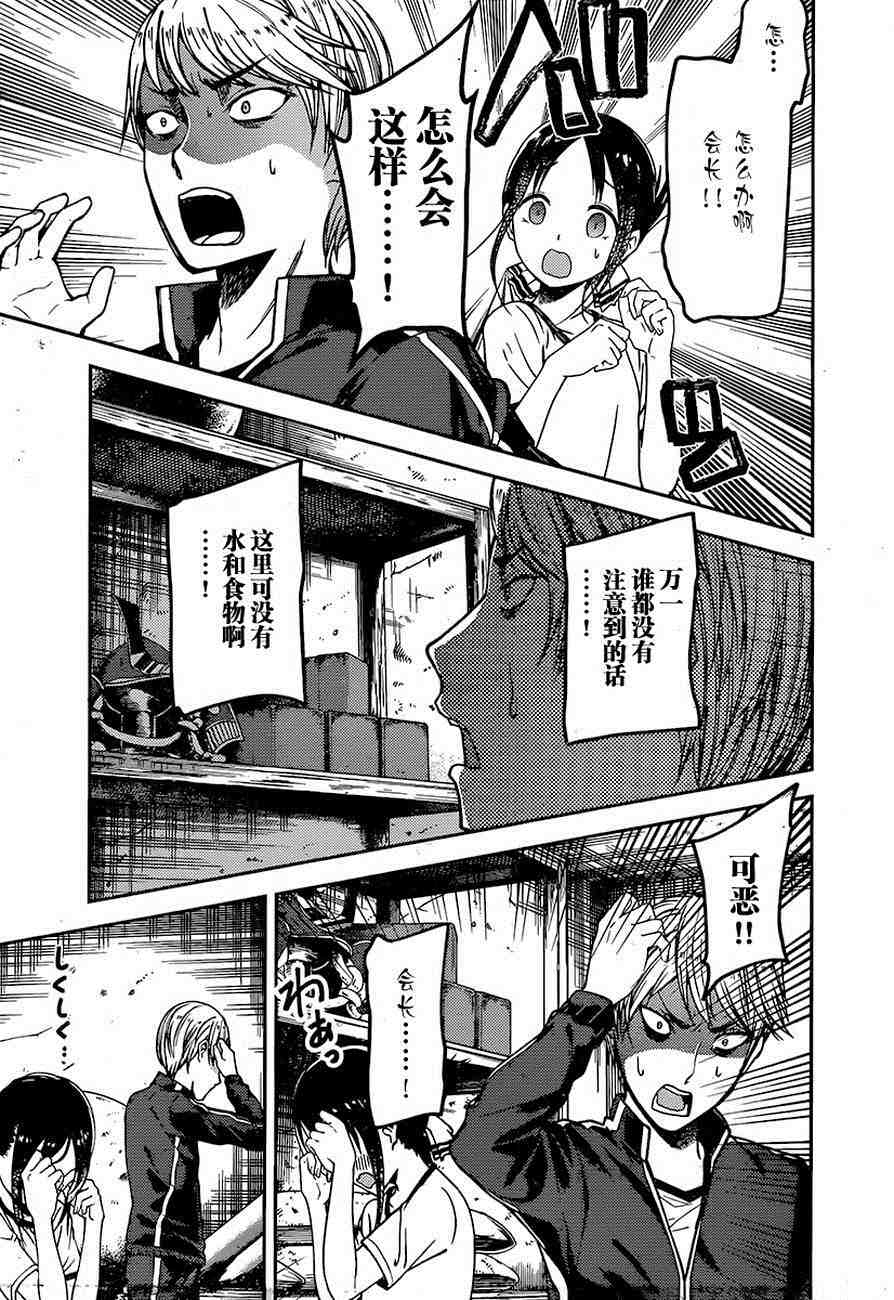 怎…
怎么办啊
会长!!
怎么会
这样………!
万一
谁都没有
注意到的话
……!
这里可没有
水和食物啊
……!
可恶!!
会长……!
わぁっ
しくしく…